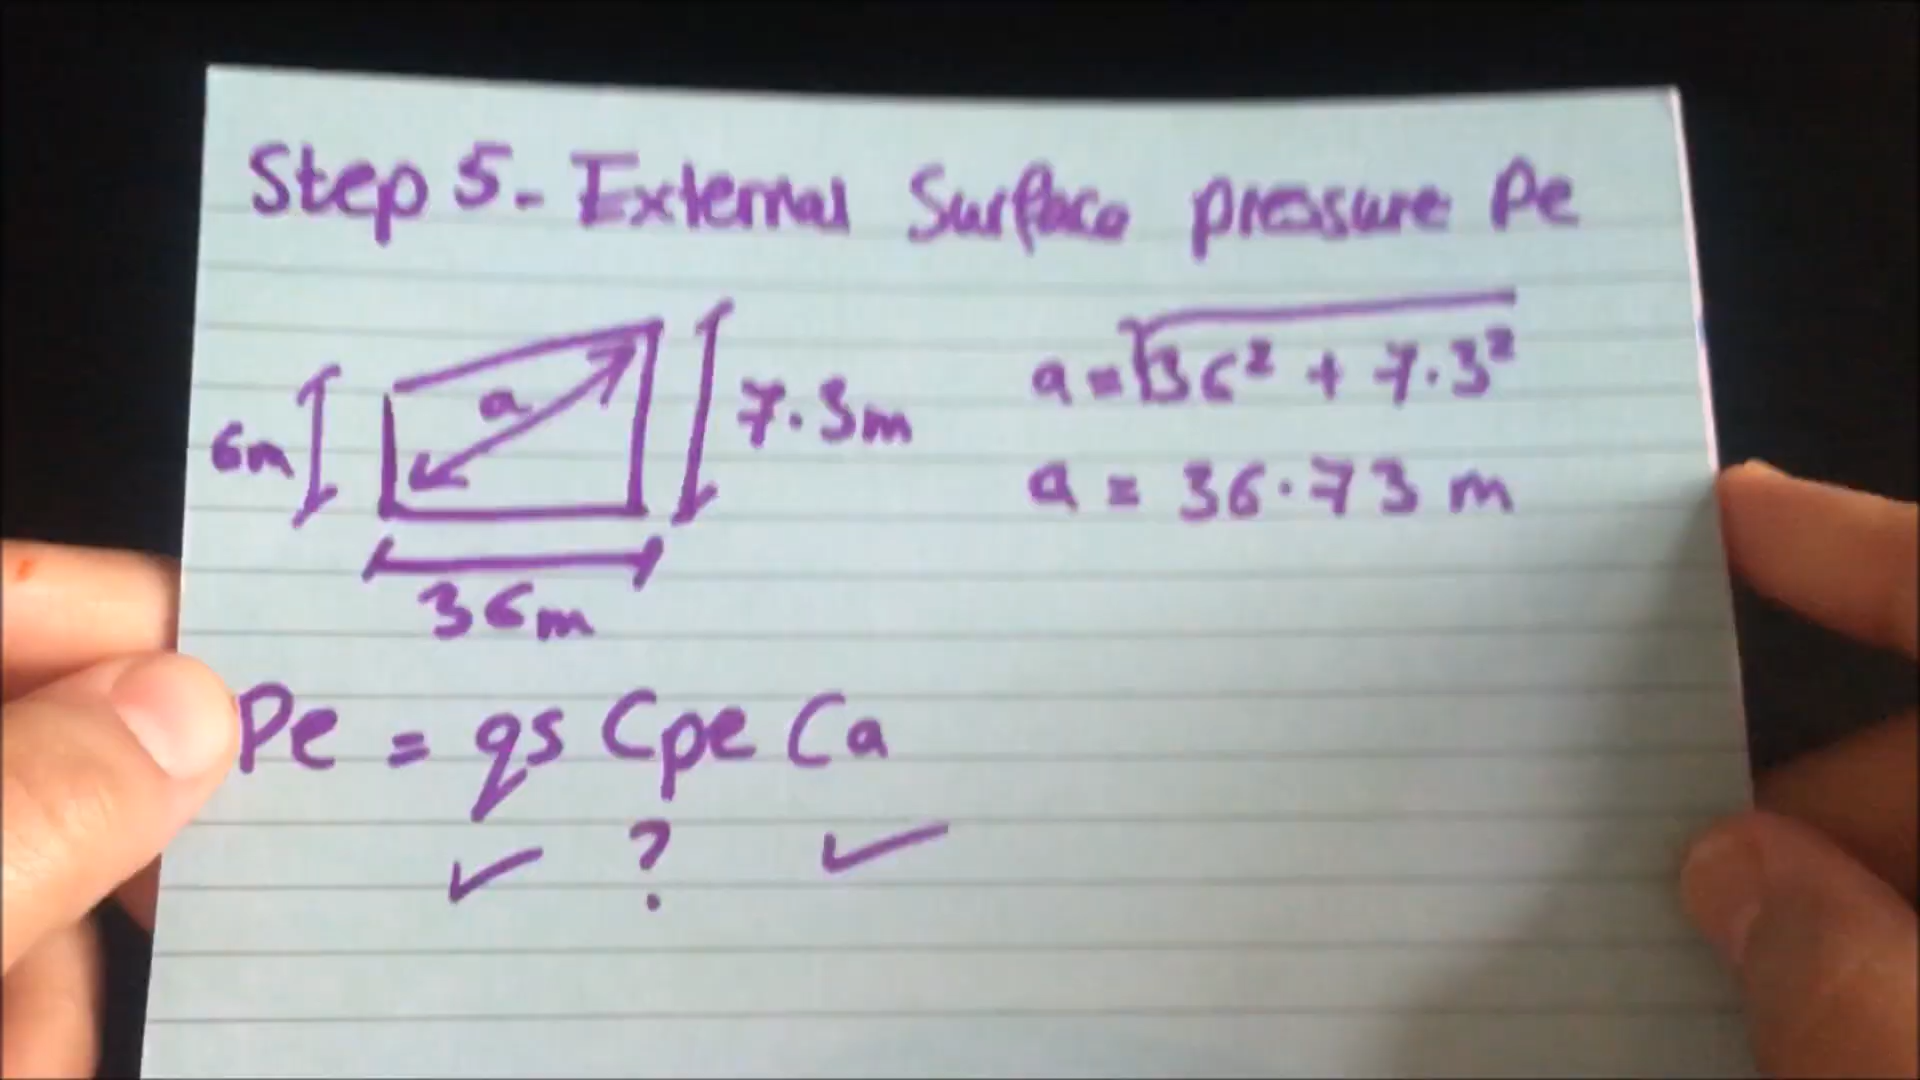 Step 5 - External Surface pressure Pe
a
6m
7.3m
36m
a = √36² + 7.3²
a = 36.73 m
Pe = qs Cpe Ca
✓ ? ✓